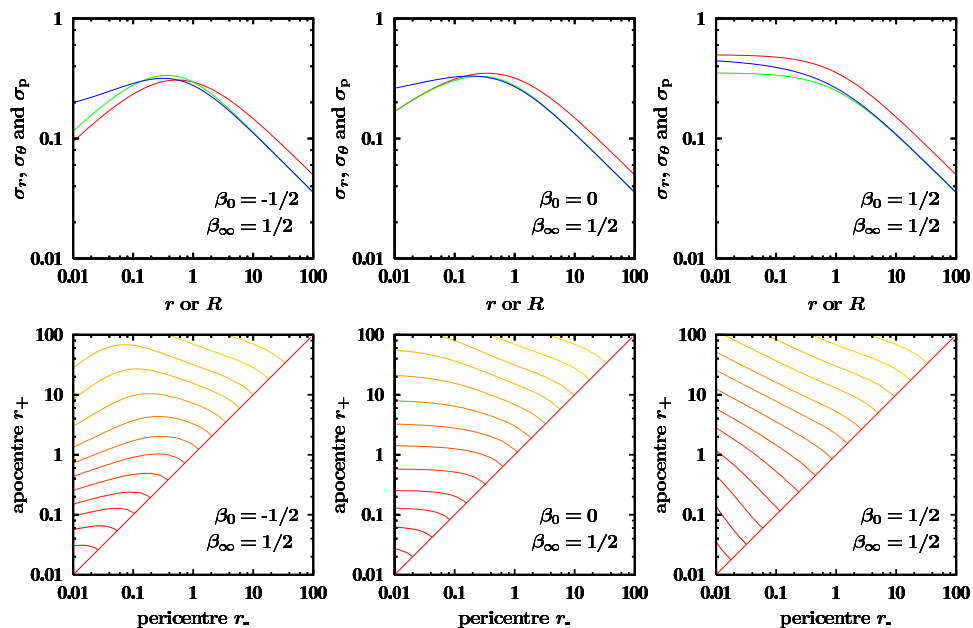 1
0.1
0.01
σr, σθ and σp
β0 = -1/2
β∞ = 1/2
0.01 0.1 1 10 100
r or R
1
0.1
0.01
σr, σθ and σp
β0 = 0
β∞ = 1/2
0.01 0.1 1 10 100
r or R
1
0.1
0.01
σr, σθ and σp
β0 = 1/2
β∞ = 1/2
0.01 0.1 1 10 100
r or R
100
10
1
0.1
0.01
apocentre r+
β0 = -1/2
β∞ = 1/2
0.01 0.1 1 10 100
pericentre r-
100
10
1
0.1
0.01
apocentre r+
β0 = 0
β∞ = 1/2
0.01 0.1 1 10 100
pericentre r-
100
10
1
0.1
0.01
apocentre r+
β0 = 1/2
β∞ = 1/2
0.01 0.1 1 10 100
pericentre r-